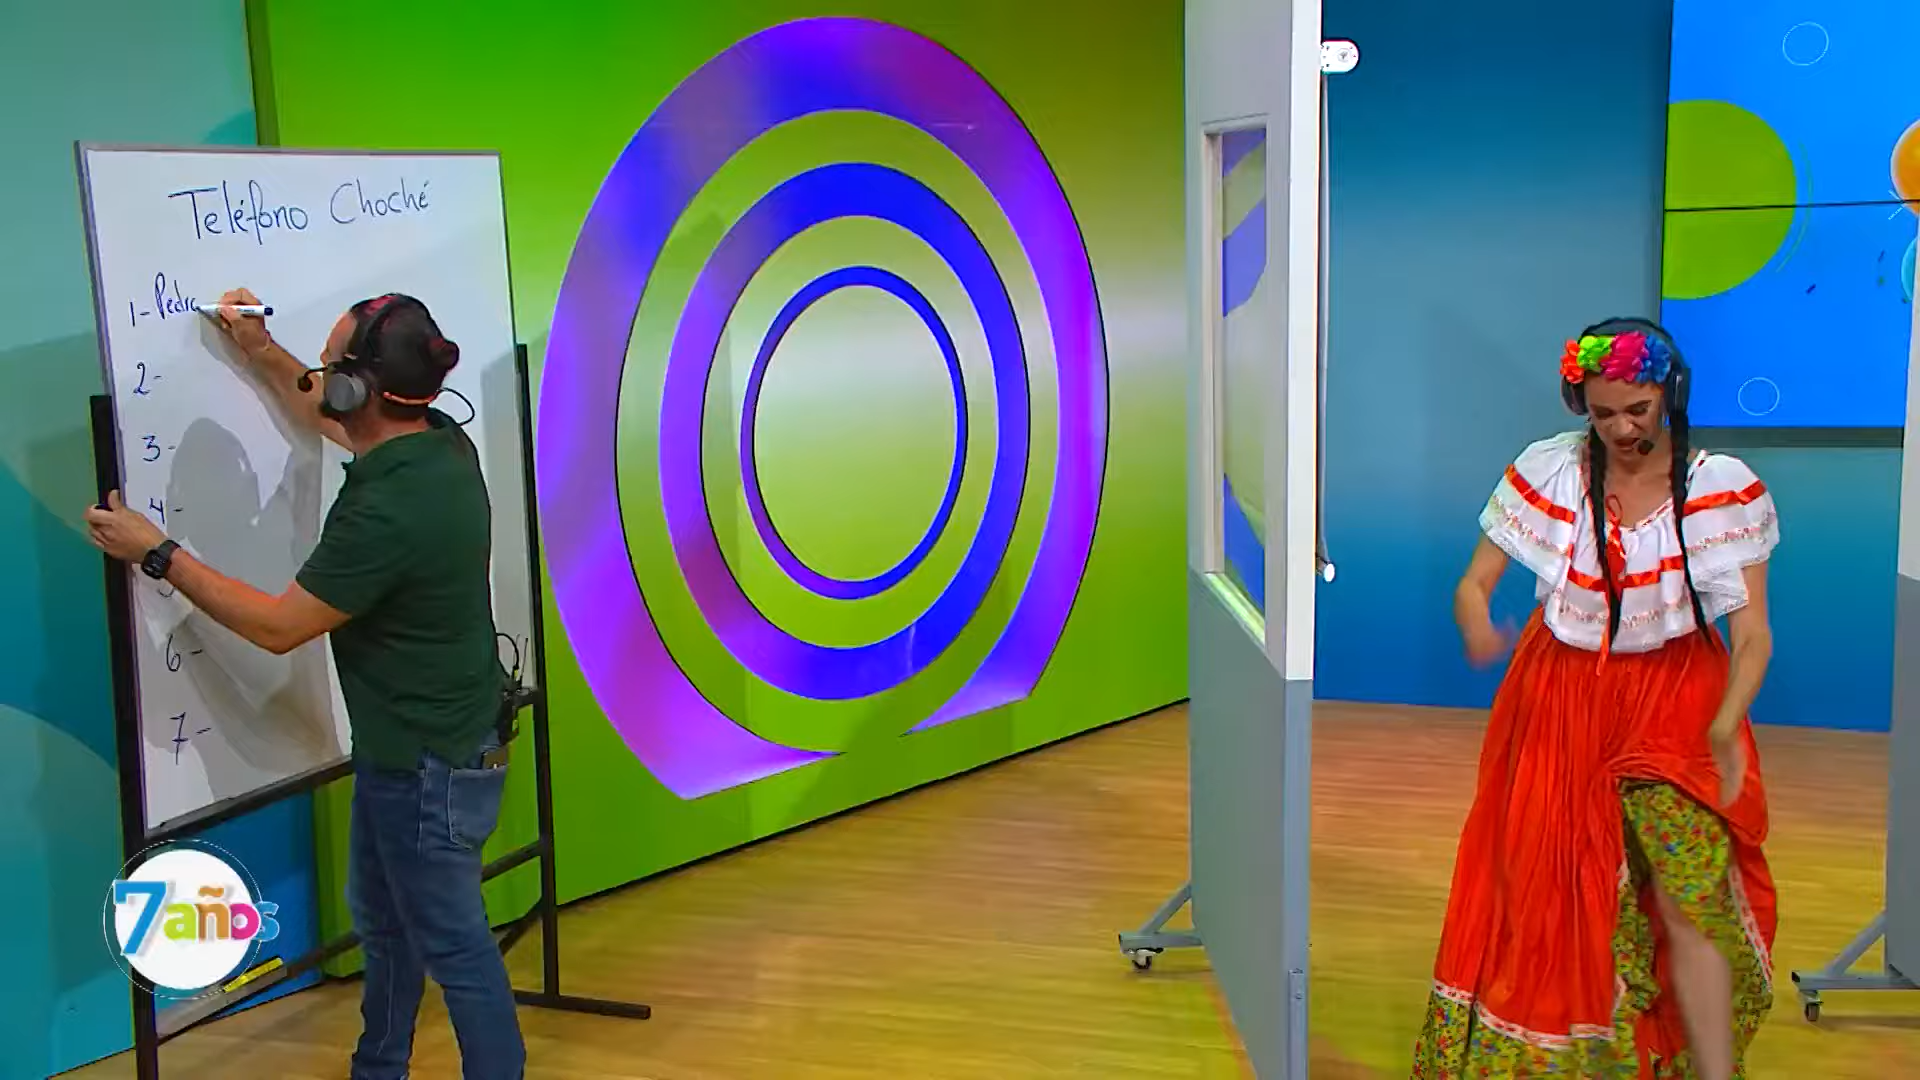 Teléfono Choché
1- Pedro
2-
3-
4-
6-
7-
7años